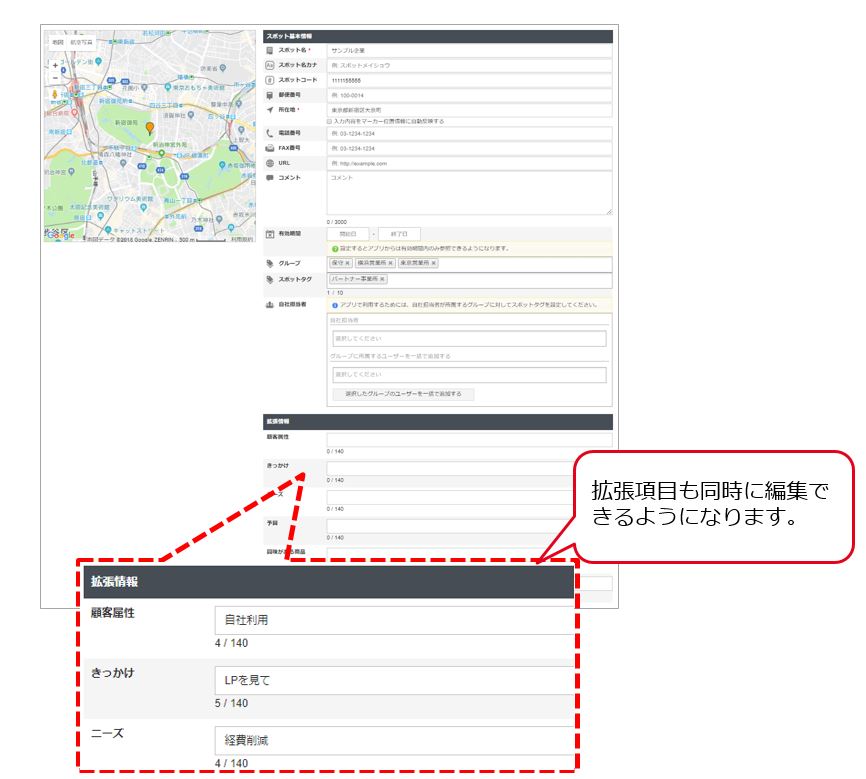 地図 航空写真
スポット基本情報
スポット名 *
サンプル企業
スポット名カナ
例: スポットメイショウ
スポットコード
1111155555
郵便番号
例: 100-0014
所在地 *
東京都新宿区大京町
入力内容をマーカー位置情報に自動反映する
電話番号
例: 03-1234-1234
FAX番号
例: 03-1234-1234
URL
例: http://example.com
コメント
コメント
0 / 3000
有効期間
開始日 - 終了日
設定するとアプリからは有効期間内のみ参照できるようになります。
グループ
保守 × 横浜営業所 × 東京営業所 ×
スポットタグ
パートナー事業所 ×
1 / 10
自社担当者
アプリで利用するためには、自社担当者が所属するグループに対してスポットタグを設定してください。
自社担当者
選択してください
グループに所属するユーザーを一括で追加する
選択してください
選択したグループのユーザーを一括で追加する
新宿御苑
明治神宮外苑
Google
地図データ ©2018 Google, ZENRIN
500 m
利用規約
拡張情報
顧客属性
0 / 140
きっかけ
0 / 140
ーズ
0 / 140
予算
0 / 140
興味がある商品
拡張項目も同時に編集で
きるようになります。
拡張情報
顧客属性
自社利用
4 / 140
きっかけ
LPを見て
5 / 140
ニーズ
経費削減
4 / 140